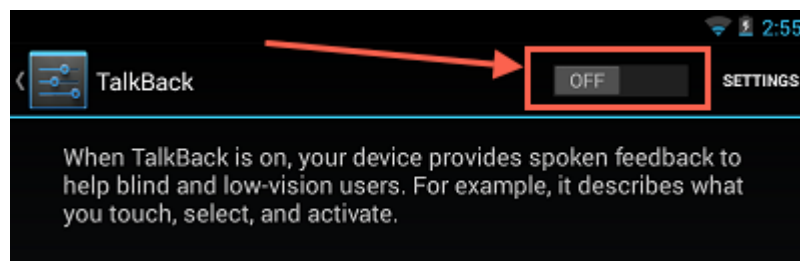 2:55
TalkBack
OFF
SETTINGS
When TalkBack is on, your device provides spoken feedback to
help blind and low-vision users. For example, it describes what
you touch, select, and activate.